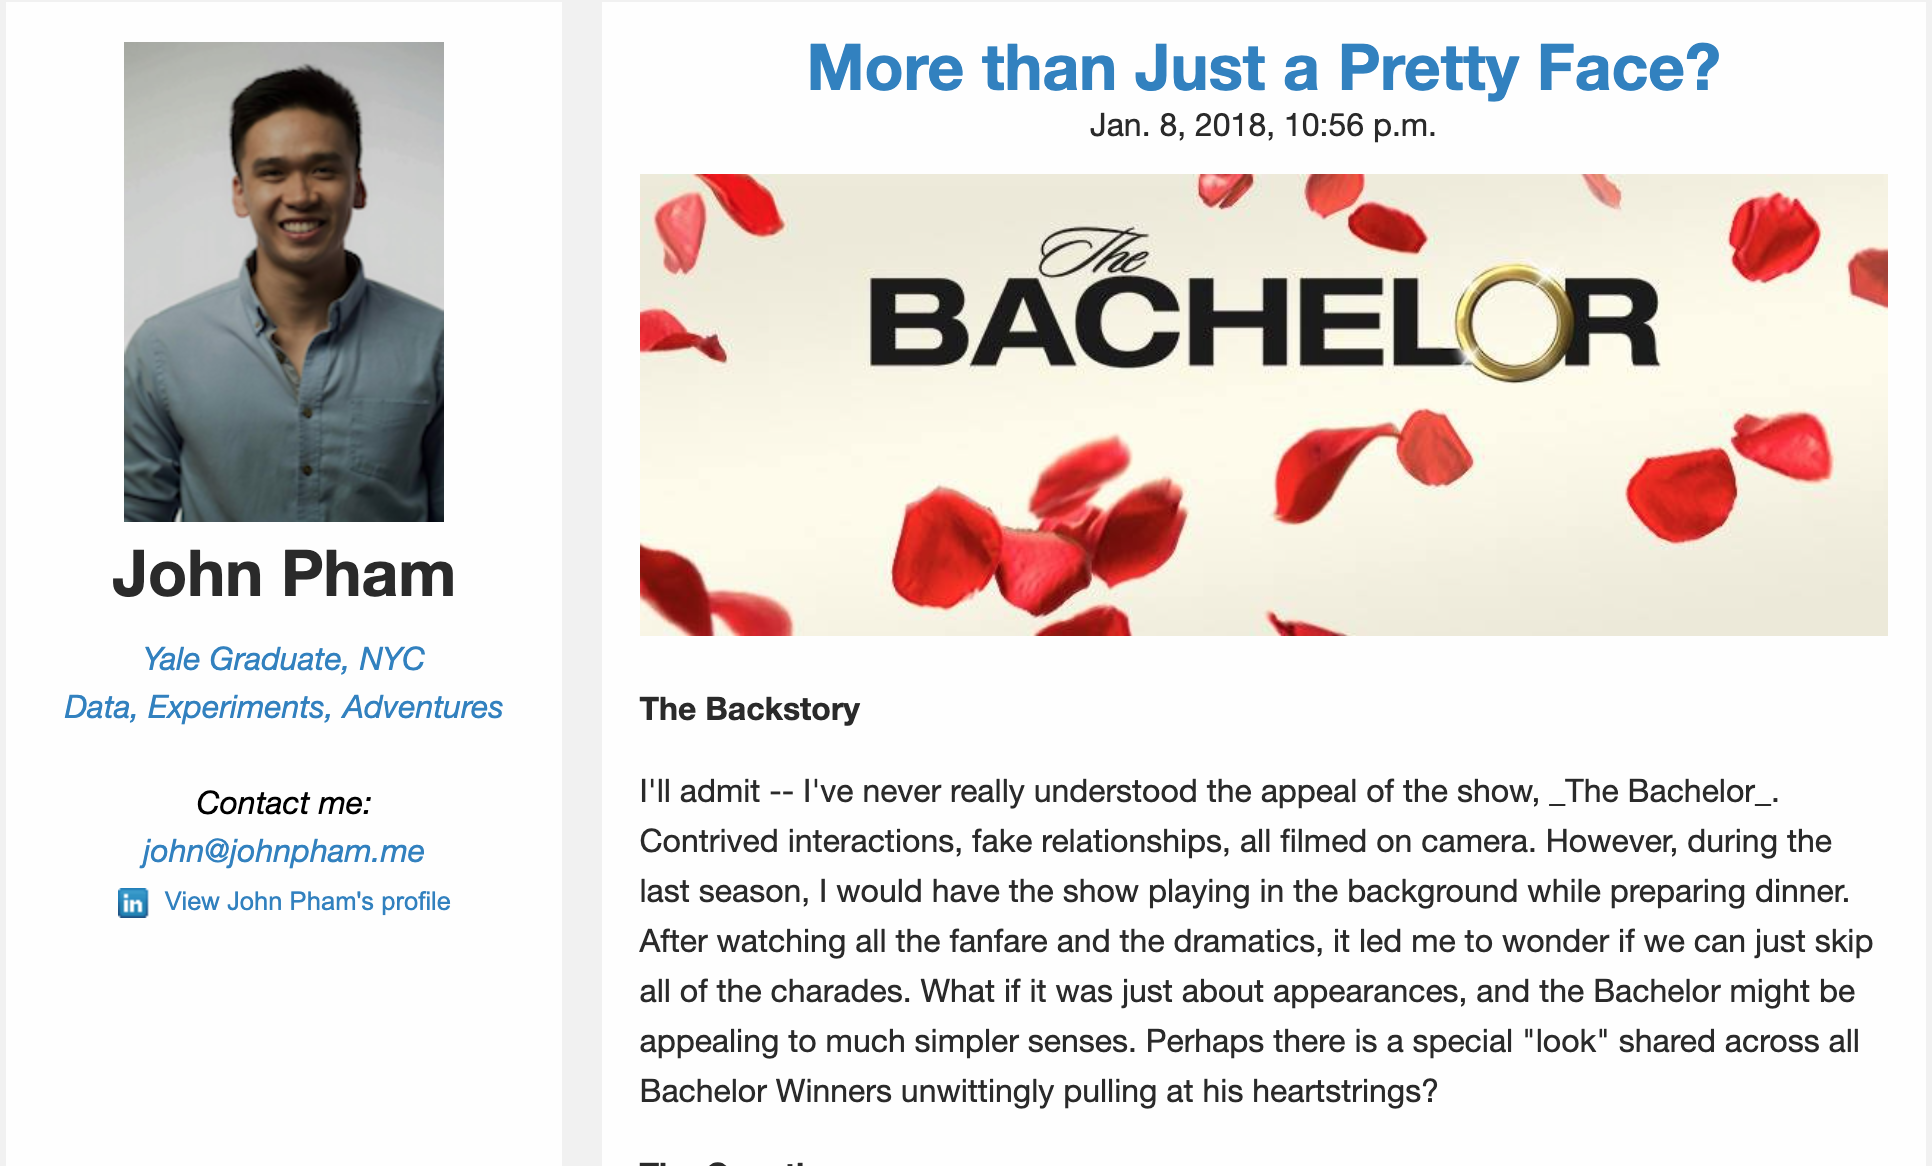 John Pham
Yale Graduate, NYC
Data, Experiments, Adventures
Contact me:
john@johnpham.me
in View John Pham's profile
More than Just a Pretty Face?
Jan. 8, 2018, 10:56 p.m.
The
BACHELOR
The Backstory
I'll admit -- I've never really understood the appeal of the show, _The Bachelor_.
Contrived interactions, fake relationships, all filmed on camera. However, during the
last season, I would have the show playing in the background while preparing dinner.
After watching all the fanfare and the dramatics, it led me to wonder if we can just skip
all of the charades. What if it was just about appearances, and the Bachelor might be
appealing to much simpler senses. Perhaps there is a special "look" shared across all
Bachelor Winners unwittingly pulling at his heartstrings?